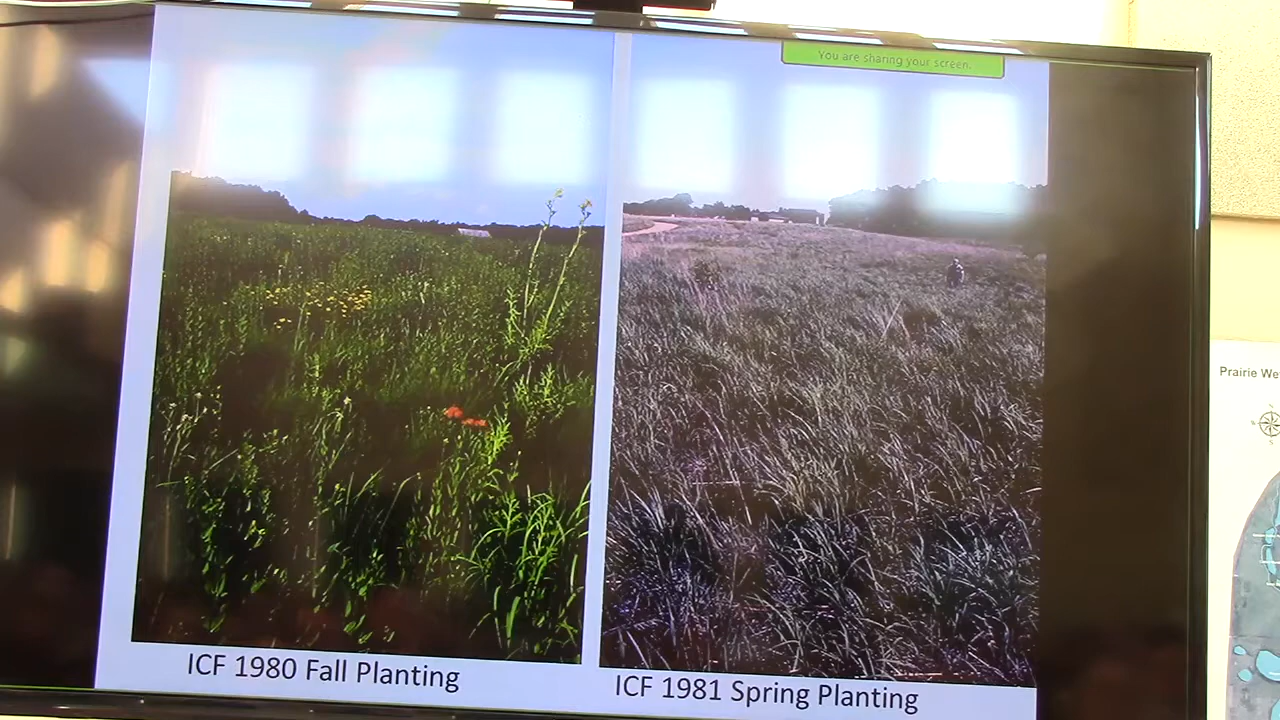 You are sharing your screen.
ICF 1980 Fall Planting
ICF 1981 Spring Planting
Prairie We